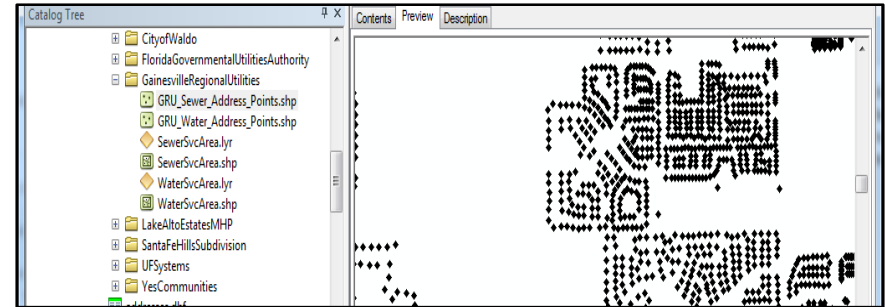 Catalog Tree
Contents Preview Description
CityofWaldo
FloridaGovernmentalUtilitiesAuthority
GainesvilleRegionalUtilities
GRU_Sewer_Address_Points.shp
GRU_Water_Address_Points.shp
SewerSvcArea.lyr
SewerSvcArea.shp
WaterSvcArea.lyr
WaterSvcArea.shp
LakeAltoEstatesMHP
SantaFeHillsSubdivision
UFSystems
YesCommunities